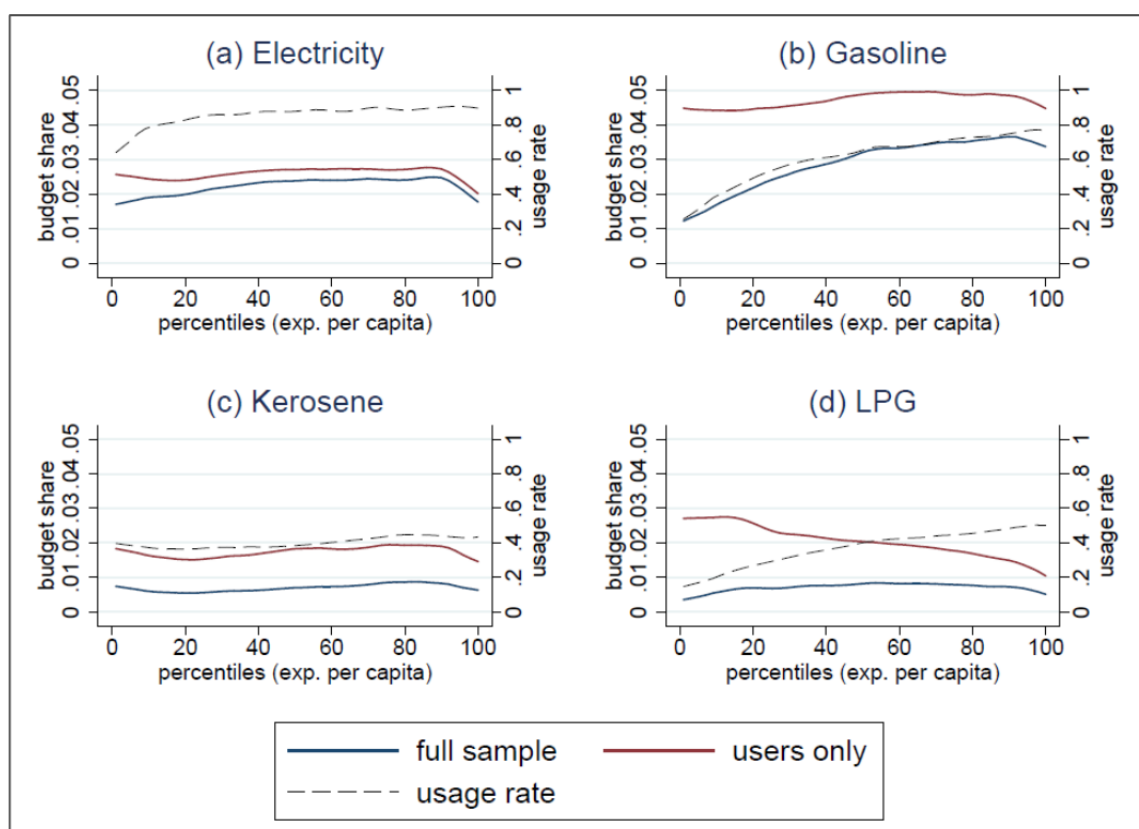 (a) Electricity
budget share
0 .01 .02 .03 .04 .05
usage rate
0 .2 .4 .6 .8 1
0 20 40 60 80 100
percentiles (exp. per capita)
(b) Gasoline
budget share
0 .01 .02 .03 .04 .05
usage rate
0 .2 .4 .6 .8 1
0 20 40 60 80 100
percentiles (exp. per capita)
(c) Kerosene
budget share
0 .01 .02 .03 .04 .05
usage rate
0 .2 .4 .6 .8 1
0 20 40 60 80 100
percentiles (exp. per capita)
(d) LPG
budget share
0 .01 .02 .03 .04 .05
usage rate
0 .2 .4 .6 .8 1
0 20 40 60 80 100
percentiles (exp. per capita)
full sample
users only
usage rate